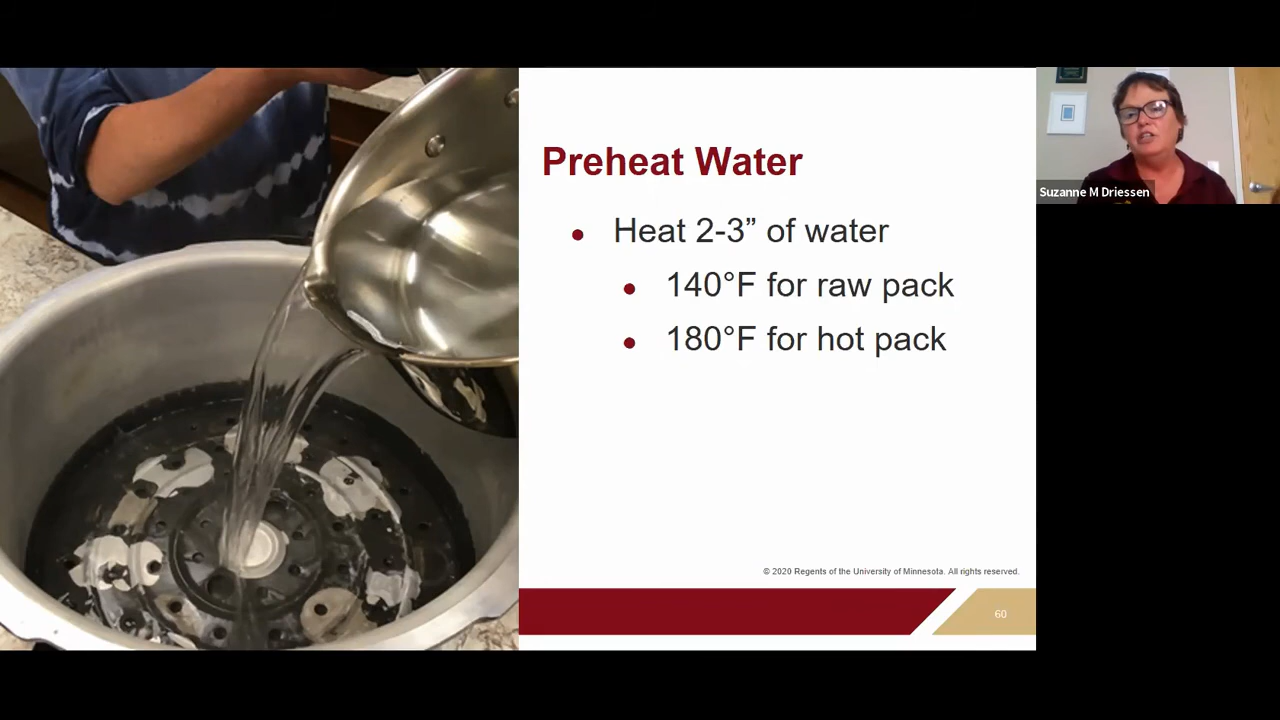 Preheat Water
Heat 2-3” of water
140°F for raw pack
180°F for hot pack
© 2020 Regents of the University of Minnesota. All rights reserved.
60
Suzanne M Driessen